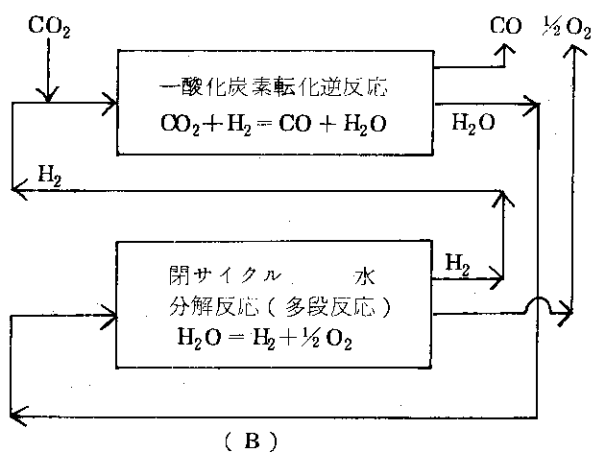 CO₂
CO ½O₂
一酸化炭素転化逆反応
CO₂+H₂=CO+H₂O
H₂O
H₂
閉サイクル 水
分解反応(多段反応)
H₂O=H₂+½O₂
H₂
(B)